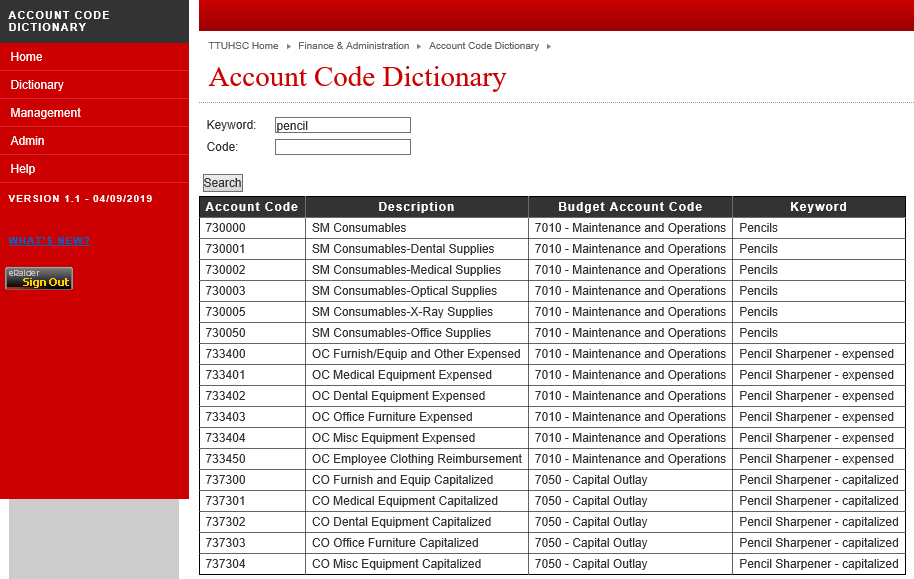 ACCOUNT CODE
DICTIONARY
Home
Dictionary
Management
Admin
Help
VERSION 1.1 - 04/09/2019
WHAT'S NEW?
eRaider
Sign Out
TTUHSC Home ▸ Finance & Administration ▸ Account Code Dictionary ▸
Account Code Dictionary
Keyword: pencil
Code:
Search
Account Code Description Budget Account Code Keyword
730000 SM Consumables 7010 - Maintenance and Operations Pencils
730001 SM Consumables-Dental Supplies 7010 - Maintenance and Operations Pencils
730002 SM Consumables-Medical Supplies 7010 - Maintenance and Operations Pencils
730003 SM Consumables-Optical Supplies 7010 - Maintenance and Operations Pencils
730005 SM Consumables-X-Ray Supplies 7010 - Maintenance and Operations Pencils
730050 SM Consumables-Office Supplies 7010 - Maintenance and Operations Pencils
733400 OC Furnish/Equip and Other Expensed 7010 - Maintenance and Operations Pencil Sharpener - expensed
733401 OC Medical Equipment Expensed 7010 - Maintenance and Operations Pencil Sharpener - expensed
733402 OC Dental Equipment Expensed 7010 - Maintenance and Operations Pencil Sharpener - expensed
733403 OC Office Furniture Expensed 7010 - Maintenance and Operations Pencil Sharpener - expensed
733404 OC Misc Equipment Expensed 7010 - Maintenance and Operations Pencil Sharpener - expensed
733450 OC Employee Clothing Reimbursement 7010 - Maintenance and Operations Pencil Sharpener - expensed
737300 CO Furnish and Equip Capitalized 7050 - Capital Outlay Pencil Sharpener - capitalized
737301 CO Medical Equipment Capitalized 7050 - Capital Outlay Pencil Sharpener - capitalized
737302 CO Dental Equipment Capitalized 7050 - Capital Outlay Pencil Sharpener - capitalized
737303 CO Office Furniture Capitalized 7050 - Capital Outlay Pencil Sharpener - capitalized
737304 CO Misc Equipment Capitalized 7050 - Capital Outlay Pencil Sharpener - capitalized